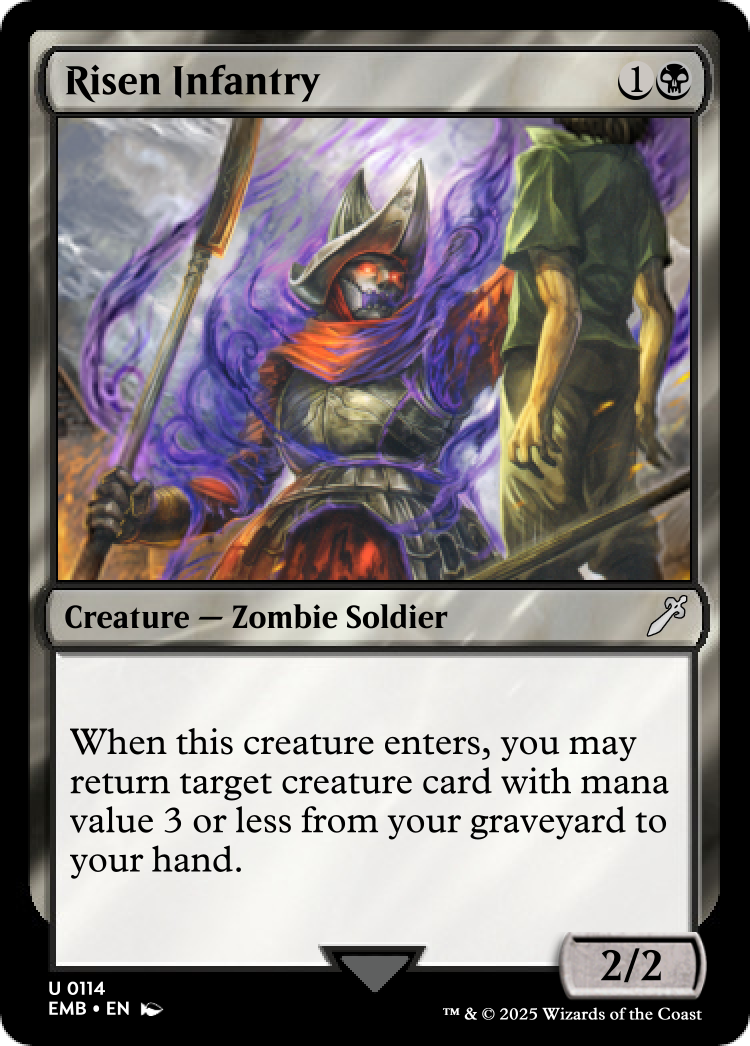 Risen Infantry 1
Creature — Zombie Soldier
When this creature enters, you may
return target creature card with mana
value 3 or less from your graveyard to
your hand.
2/2
U 0114
EMB • EN
™ & © 2025 Wizards of the Coast